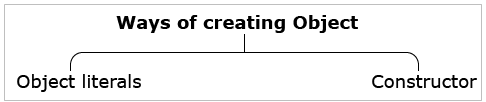 Ways of creating Object
Object literals
Constructor